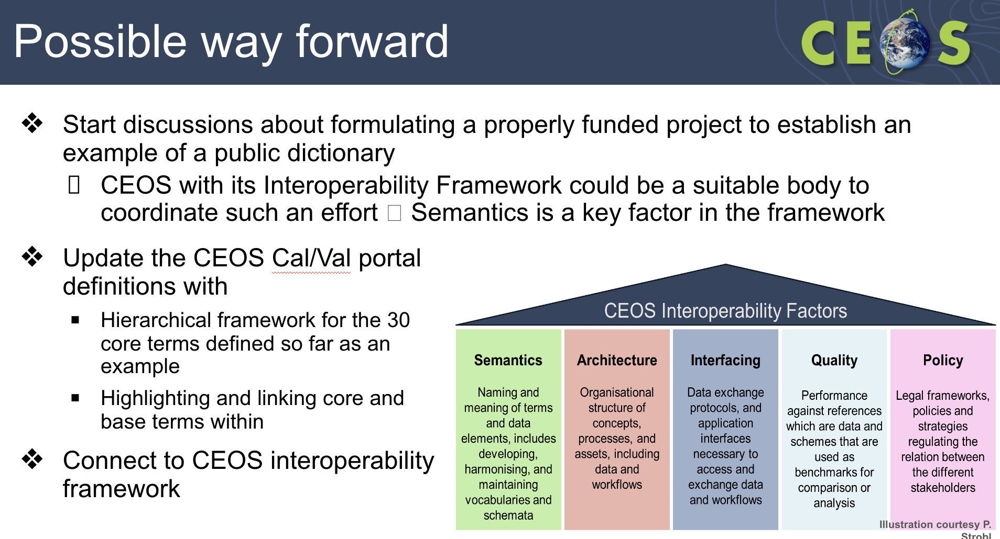 Possible way forward
CEOS
❖ Start discussions about formulating a properly funded project to establish an
example of a public dictionary
▯ CEOS with its Interoperability Framework could be a suitable body to
coordinate such an effort □ Semantics is a key factor in the framework
❖ Update the CEOS Cal/Val portal
definitions with
▪ Hierarchical framework for the 30
core terms defined so far as an
example
▪ Highlighting and linking core and
base terms within
❖ Connect to CEOS interoperability
framework
CEOS Interoperability Factors
Semantics
Naming and
meaning of terms
and data
elements, includes
developing,
harmonising, and
maintaining
vocabularies and
schemata
Architecture
Organisational
structure of
concepts,
processes, and
assets, including
data and
workflows
Interfacing
Data exchange
protocols, and
application
interfaces
necessary to
access and
exchange data
and workflows
Quality
Performance
against references
which are data and
schemes that are
used as
benchmarks for
comparison or
analysis
Policy
Legal frameworks,
policies and
strategies
regulating the
relation between
the different
stakeholders
Illustration courtesy P.
Strobl